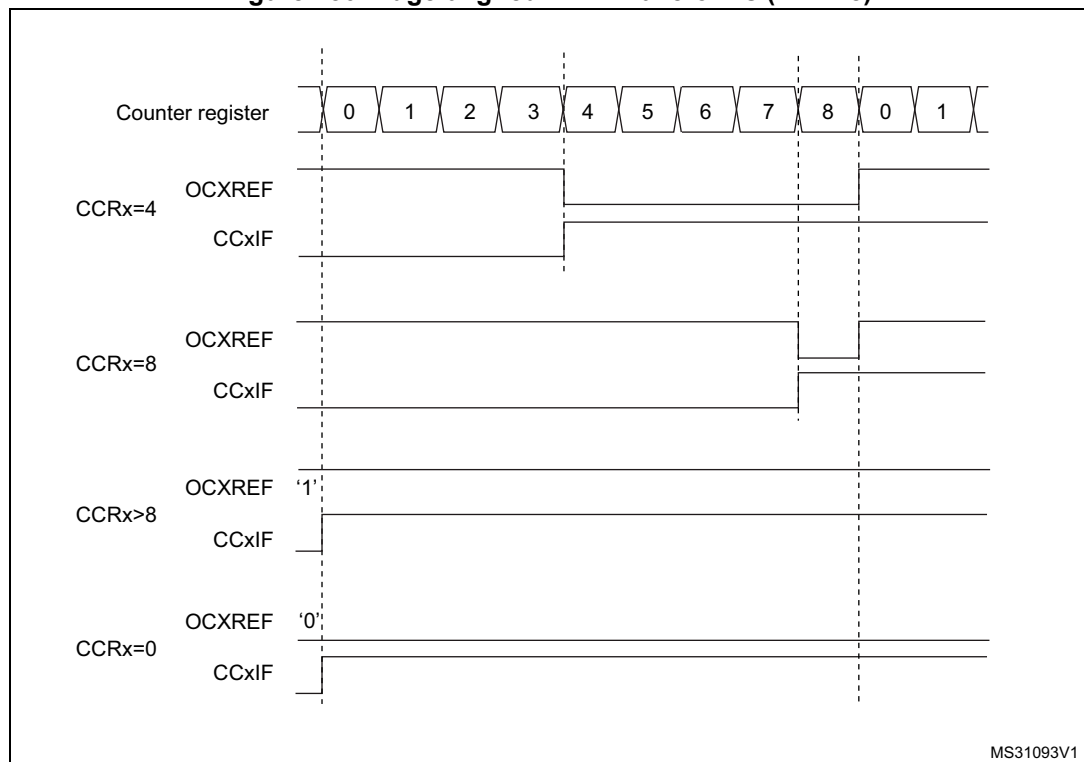 Counter register 0 1 2 3 4 5 6 7 8 0 1
OCXREF
CCRx=4
CCxIF
OCXREF
CCRx=8
CCxIF
OCXREF ‘1’
CCRx>8
CCxIF
OCXREF ‘0’
CCRx=0
CCxIF
MS31093V1